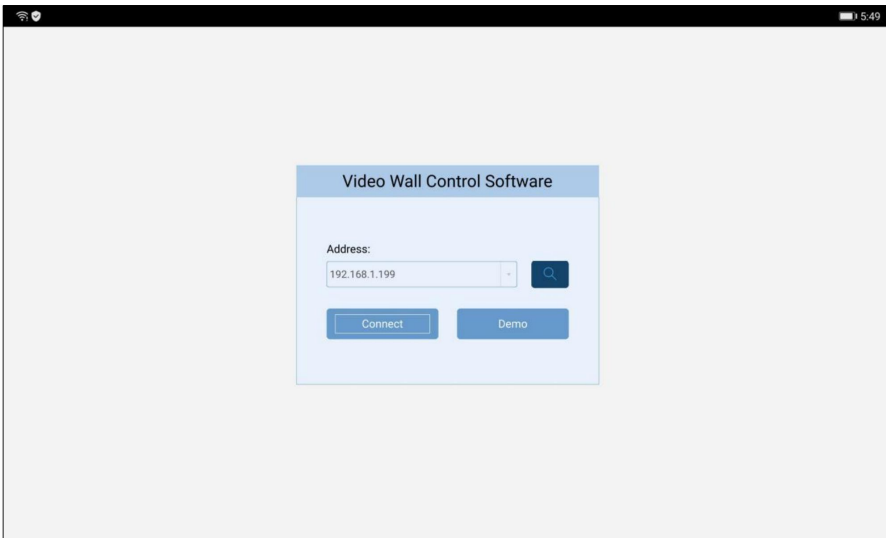 5:49
Video Wall Control Software
Address:
192.168.1.199
Connect
Demo